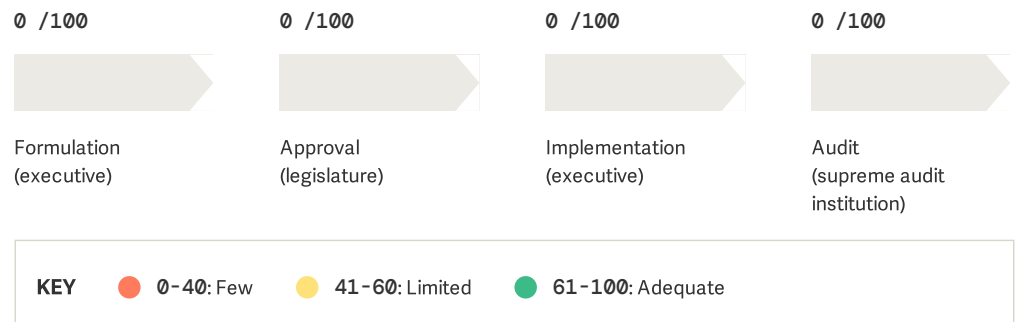 0 /100
0 /100
0 /100
0 /100
Formulation
(executive)
Approval
(legislature)
Implementation
(executive)
Audit
(supreme audit
institution)
KEY
0-40: Few
41-60: Limited
61-100: Adequate